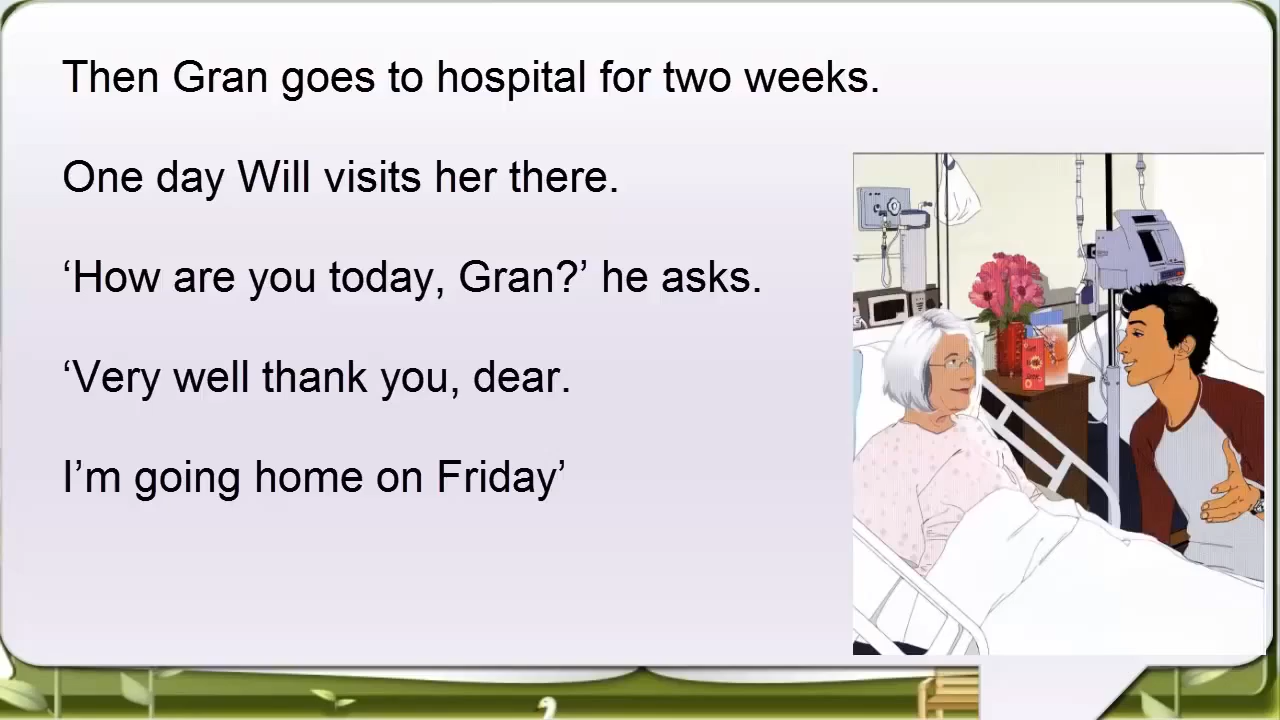 Then Gran goes to hospital for two weeks.
One day Will visits her there.
‘How are you today, Gran?’ he asks.
‘Very well thank you, dear.
I’m going home on Friday’